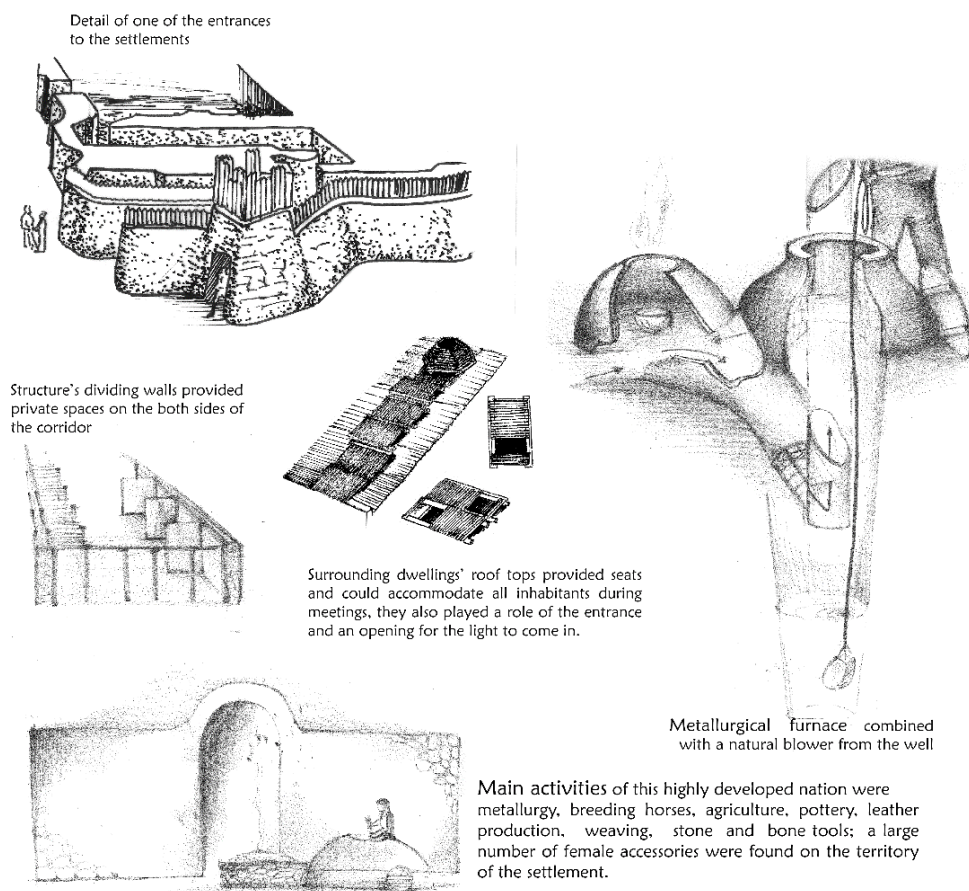 Detail of one of the entrances
to the settlements
Structure's dividing walls provided
private spaces on the both sides of
the corridor
Surrounding dwellings' roof tops provided seats
and could accommodate all inhabitants during
meetings, they also played a role of the entrance
and an opening for the light to come in.
Metallurgical furnace combined
with a natural blower from the well
Main activities of this highly developed nation were
metallurgy, breeding horses, agriculture, pottery, leather
production, weaving, stone and bone tools; a large
number of female accessories were found on the territory
of the settlement.